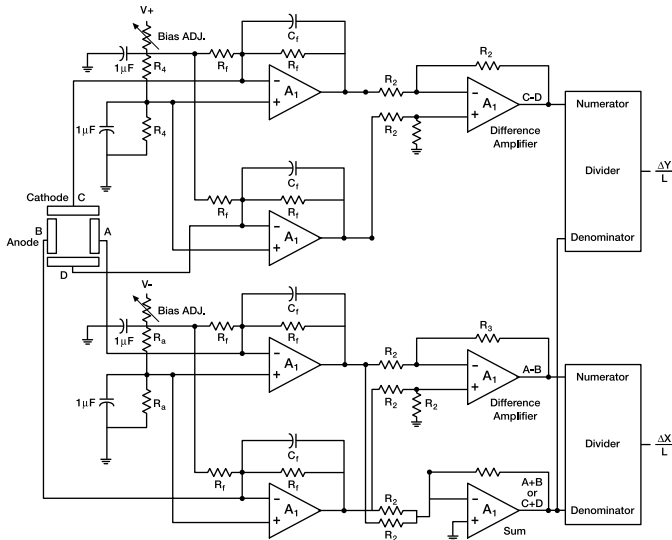 V+
Bias ADJ.
1µF
R4
Rf
Cf
Rf
−
+
A1
R2
R2
R2
−
+
A1
C-D
Difference
Amplifier
Numerator
Divider
Denominator
ΔY
L
1µF
R4
Cathode
C
B
A
Anode
D
Rf
Cf
Rf
−
+
A1
V-
Bias ADJ.
1µF
Ra
Rf
Cf
Rf
−
+
A1
R2
R2
R2
R3
−
+
A1
A-B
Difference
Amplifier
Numerator
Divider
Denominator
ΔX
L
1µF
Ra
Rf
Cf
Rf
−
+
A1
R2
R2
−
+
A1
Sum
A+B
or
C+D